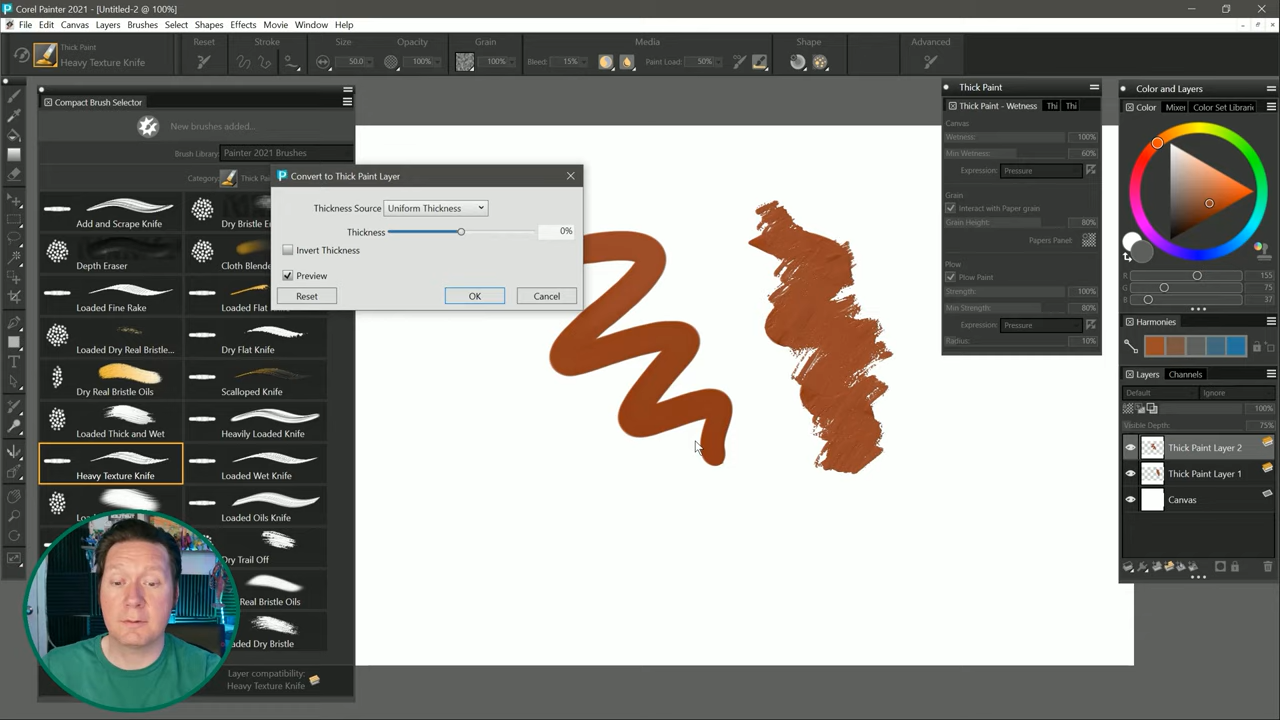 Corel Painter 2021 - [Untitled-2 @ 100%]
File Edit Canvas Layers Brushes Select Shapes Effects Movie Window Help
Thick Paint
Heavy Texture Knife
Reset
Stroke
Size
50.0
Opacity
100%
Grain
100%
Media
Bleed: 15%
Paint Load: 50%
Shape
Advanced
Compact Brush Selector
New brushes added...
Brush Library Painter 2021 Brushes
Category
Add and Scrape Knife
Depth Eraser
Loaded Fine Rake
Loaded Dry Real Bristle...
Dry Flat Knife
Dry Bristle Oils
Scalloped Knife
Loaded Thick and Wet
Heavily Loaded Knife
Heavy Texture Knife
Loaded Wet Knife
Loaded Oils Knife
Dry Trail Off
Real Bristle Oils
Loaded Dry Bristle
Layer compatibility:
Heavy Texture Knife
Convert to Thick Paint Layer
Thickness Source Uniform Thickness
Thickness 0%
Invert Thickness
Preview
Reset OK Cancel
Thick Paint
Thick Paint - Wetness Thi Thi
Canvas
Wetness: 100%
Min Wetness: 60%
Expression: Pressure
Grain
Interact with Paper grain
Grain Height: 80%
Papers Panel:
Plow
Plow Paint
Strength: 100%
Min Strength: 80%
Expression: Pressure
Radius: 10%
Color and Layers
Color Mixer Color Set Librarie
R 155
G 75
B 37
Harmonies
Layers Channels
Default Ignore
100%
Visible Depth: 75%
Thick Paint Layer 2
Thick Paint Layer 1
Canvas